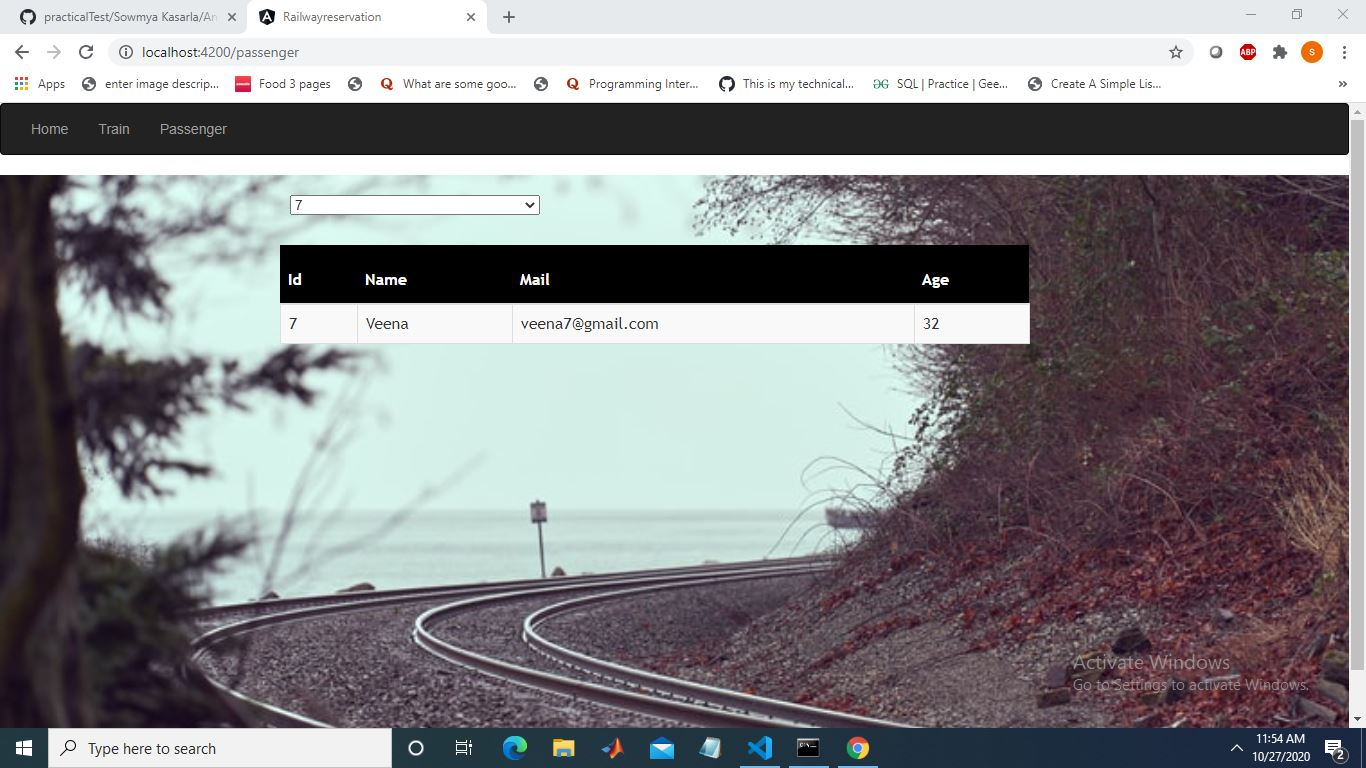 practicalTest/Sowmya Kasarla/An
Railwayreservation
localhost:4200/passenger
ABP
S
Apps
enter image descrip...
Food 3 pages
What are some goo...
Programming Inter...
This is my technical...
SQL | Practice | Gee...
Create A Simple Lis...
»
Home
Train
Passenger
7
Id Name Mail Age
7 Veena veena7@gmail.com 32
Activate Windows
Go to Settings to activate Windows.
Type here to search
11:54 AM
10/27/2020
2